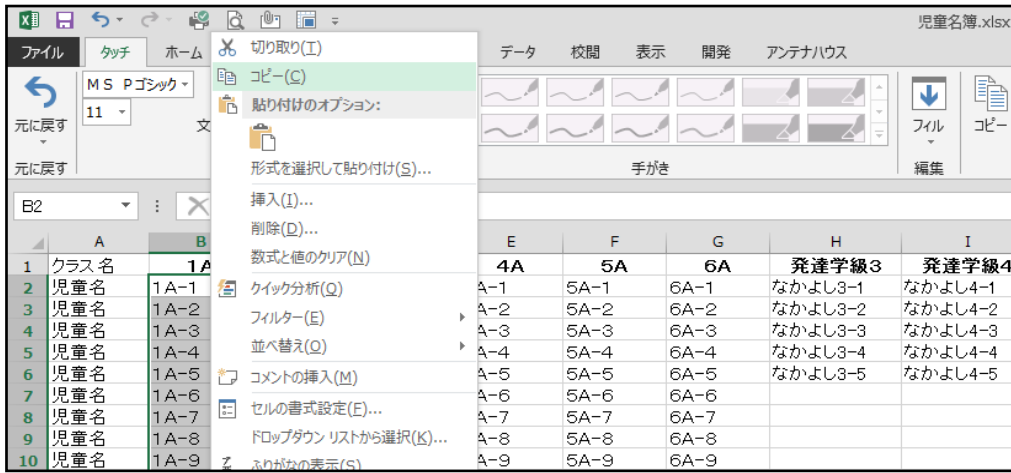 児童名簿.xlsx
ファイル タッチ ホーム データ 校閲 表示 開発 アンテナハウス
元に戻す
元に戻す
ＭＳ Ｐゴシック
11
文
手がき
フィル
コピー
編集
切り取り(T)
コピー(C)
貼り付けのオプション:
形式を選択して貼り付け(S)...
挿入(I)...
削除(D)...
数式と値のクリア(N)
クイック分析(Q)
フィルター(E)
並べ替え(O)
コメントの挿入(M)
セルの書式設定(F)...
ドロップダウン リストから選択(K)...
ふりがなの表示(S)
B2
A B E F G H I
1 クラス名 1A 4A 5A 6A 発達学級3 発達学級4
2 児童名 1A-1 A-1 5A-1 6A-1 なかよし3-1 なかよし4-1
3 児童名 1A-2 A-2 5A-2 6A-2 なかよし3-2 なかよし4-2
4 児童名 1A-3 A-3 5A-3 6A-3 なかよし3-3 なかよし4-3
5 児童名 1A-4 A-4 5A-4 6A-4 なかよし3-4 なかよし4-4
6 児童名 1A-5 A-5 5A-5 6A-5 なかよし3-5 なかよし4-5
7 児童名 1A-6 A-6 5A-6 6A-6
8 児童名 1A-7 A-7 5A-7 6A-7
9 児童名 1A-8 A-8 5A-8 6A-8
10 児童名 1A-9 A-9 5A-9 6A-9